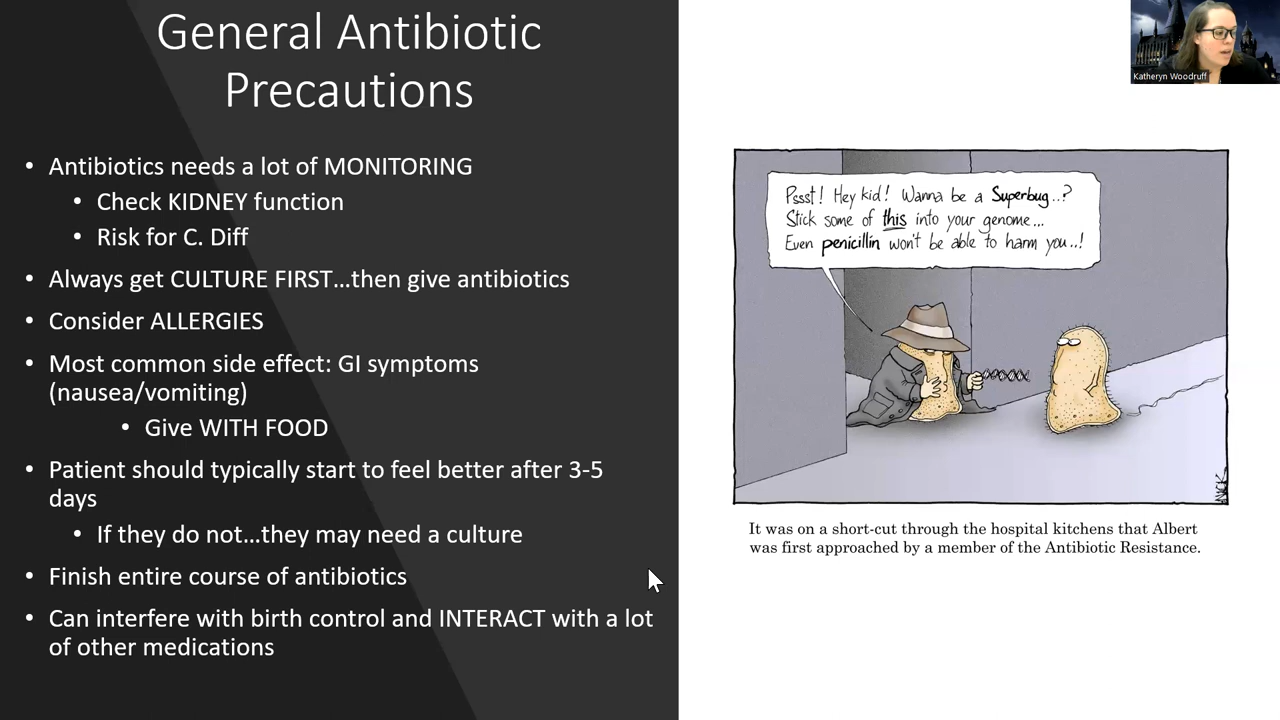 General Antibiotic
Precautions
• Antibiotics needs a lot of MONITORING
• Check KIDNEY function
• Risk for C. Diff
• Always get CULTURE FIRST...then give antibiotics
• Consider ALLERGIES
• Most common side effect: GI symptoms
(nausea/vomiting)
• Give WITH FOOD
• Patient should typically start to feel better after 3-5
days
• If they do not...they may need a culture
• Finish entire course of antibiotics
• Can interfere with birth control and INTERACT with a lot
of other medications
Katheryn Woodruff
Pssst! Hey kid! Wanna be a Superbug..?
Stick some of this into your genome...
Even penicillin won't be able to harm you..!
NICK
It was on a short-cut through the hospital kitchens that Albert
was first approached by a member of the Antibiotic Resistance.